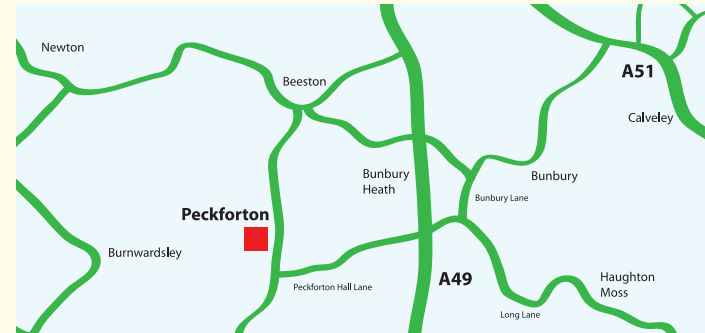 Newton
Beeston
A51
Calveley
Bunbury
Heath
Bunbury
Bunbury Lane
Peckforton
Burnwardsley
Peckforton Hall Lane
A49
Haughton
Moss
Long Lane